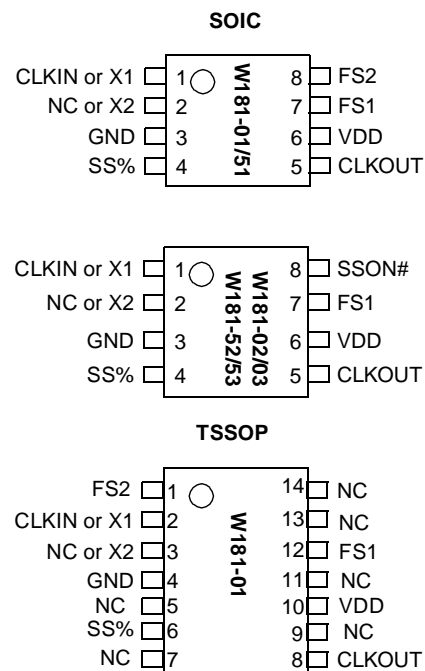 SOIC
CLKIN or X1 1 8 FS2
NC or X2 2 7 FS1
GND 3 6 VDD
SS% 4 5 CLKOUT
W181-01/51
CLKIN or X1 1 8 SSON#
NC or X2 2 7 FS1
GND 3 6 VDD
SS% 4 5 CLKOUT
W181-02/03
W181-52/53
TSSOP
FS2 1 14 NC
CLKIN or X1 2 13 NC
NC or X2 3 12 FS1
GND 4 11 NC
NC 5 10 VDD
SS% 6 9 NC
NC 7 8 CLKOUT
W181-01